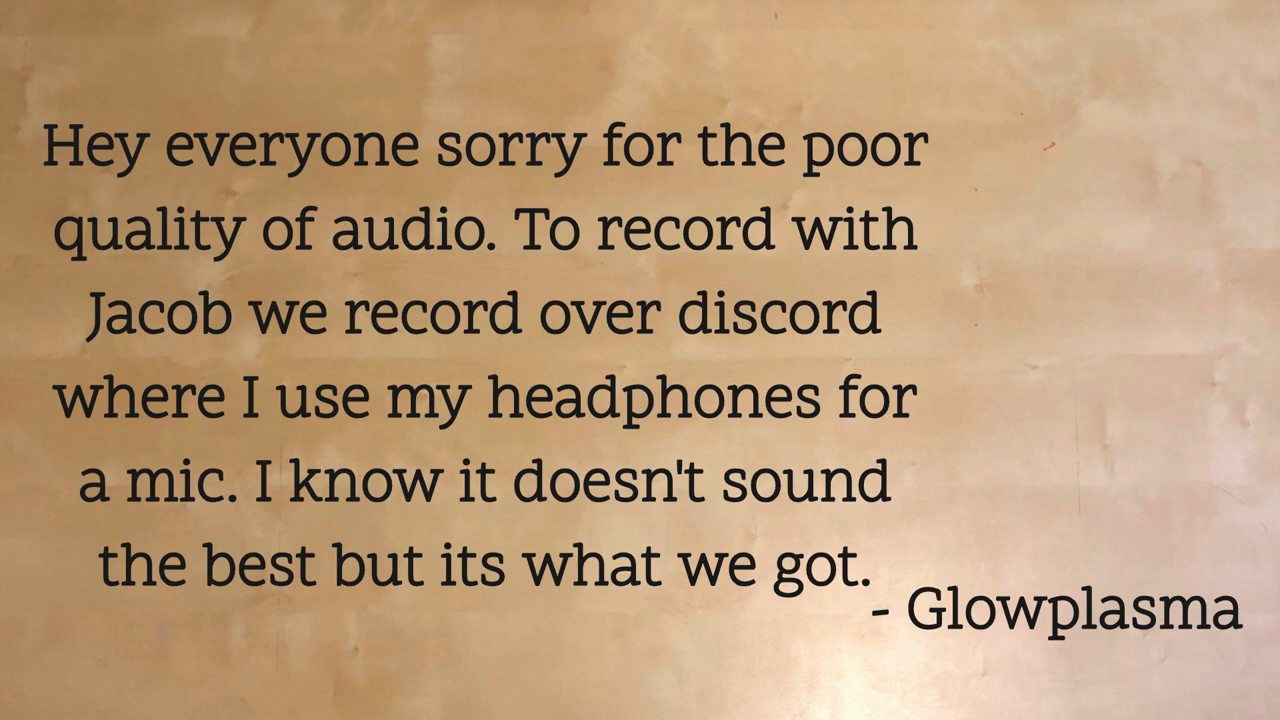 Hey everyone sorry for the poor
quality of audio. To record with
Jacob we record over discord
where I use my headphones for
a mic. I know it doesn't sound
the best but its what we got.
- Glowplasma